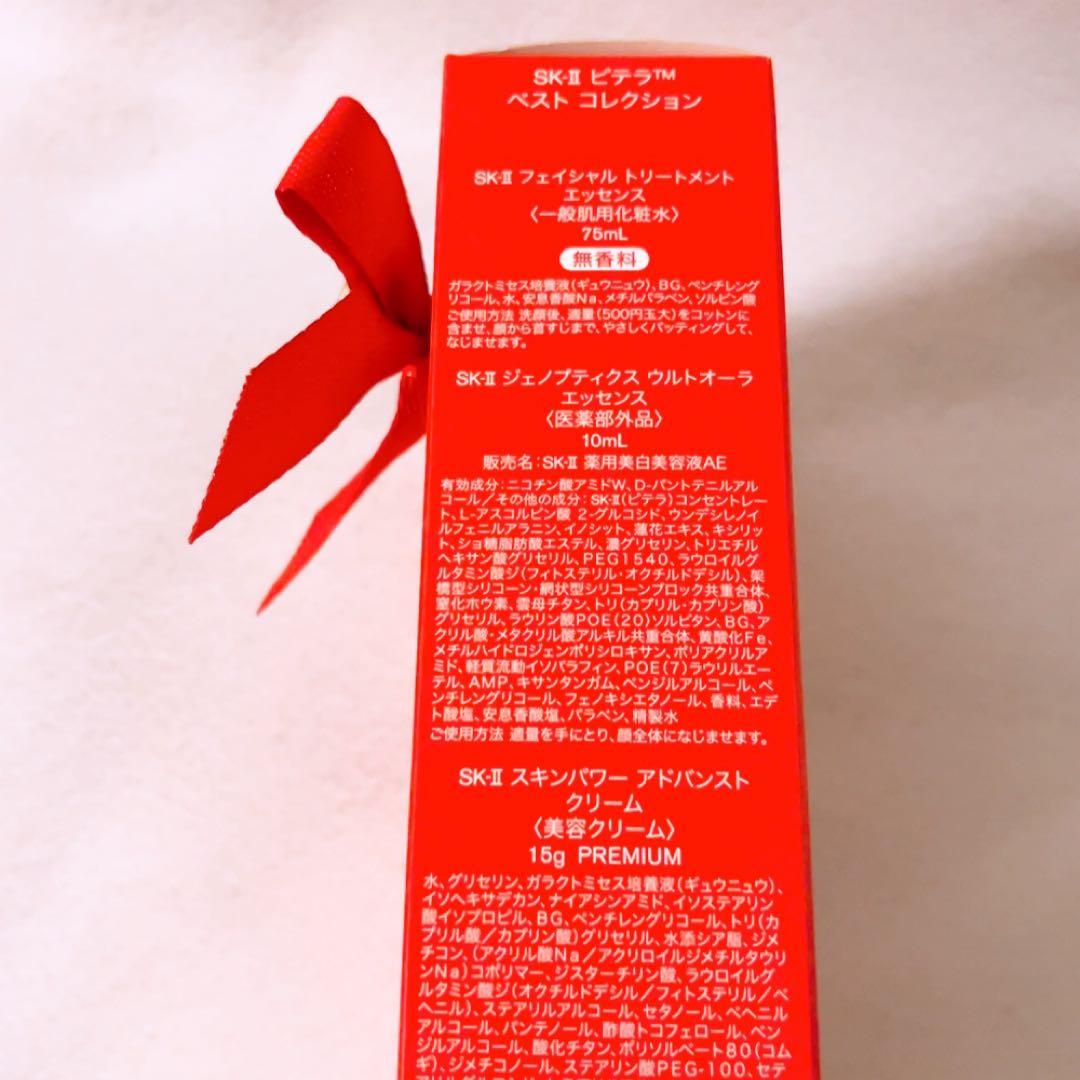 SK-Ⅱ ピテラ™
ベスト コレクション
SK-Ⅱ フェイシャル トリートメント
エッセンス
〈一般肌用化粧水〉
75mL
無香料
ガラクトミセス培養液(ギュウニュウ)、BG、ペンチレング
リコール、水、安息香酸Na、メチルパラベン、ソルビン酸
ご使用方法 洗顔後、適量(500円玉大)をコットンに
含ませ、顔から首すじまで、やさしくパッティングして、
なじませます。
SK-Ⅱ ジェノプティクス ウルトオーラ
エッセンス
〈医薬部外品〉
10mL
販売名:SK-Ⅱ 薬用美白美容液AE
有効成分:ニコチン酸アミドW、D-パントテニルアル
コール/その他の成分:SK-Ⅱ(ピテラ)コンセントレー
ト、L-アスコルビン酸 2-グルコシド、ウンデシレノイ
ルフェニルアラニン、イノシット、蓮花エキス、キシリッ
ト、ショ糖脂肪酸エステル、濃グリセリン、トリエチル
ヘキサン酸グリセリル、PEG1540、ラウロイルグ
ルタミン酸ジ(フィトステリル・オクチルドデシル)、架
橋型シリコーン・網状型シリコーンブロック共重合体、
窒化ホウ素、雲母チタン、トリ(カプリル・カプリン酸)
グリセリル、ラウリン酸POE(20)ソルビタン、BG、ア
クリル酸・メタクリル酸アルキル共重合体、黄酸化Fe、
メチルハイドロジェンポリシロキサン、ポリアクリルア
ミド、軽質流動イソパラフィン、POE(7)ラウリルエー
テル、AMP、キサンタンガム、ベンジルアルコール、ペ
ンチレングリコール、フェノキシエタノール、香料、エデ
ト酸塩、安息香酸塩、パラベン、精製水
ご使用方法 適量を手にとり、顔全体になじませます。
SK-Ⅱ スキンパワー アドバンスト
クリーム
〈美容クリーム〉
15g PREMIUM
水、グリセリン、ガラクトミセス培養液(ギュウニュウ)、
イソヘキサデカン、ナイアシンアミド、イソステアリン
酸イソプロピル、BG、ペンチレングリコール、トリ(カ
プリル酸/カプリン酸)グリセリル、水添シア脂、ジメ
チコン、(アクリル酸Na/アクリロイルジメチルタウリ
ンNa)コポリマー、ジスターチリン酸、ラウロイルグ
ルタミン酸ジ(オクチルドデシル/フィトステリル/ベ
ヘニル)、ステアリルアルコール、セタノール、ベヘニル
アルコール、パンテノール、酢酸トコフェロール、ベン
ジルアルコール、酸化チタン、ポリソルベート80(コム
ギ)、ジメチコノール、ステアリン酸PEG-100、セテ